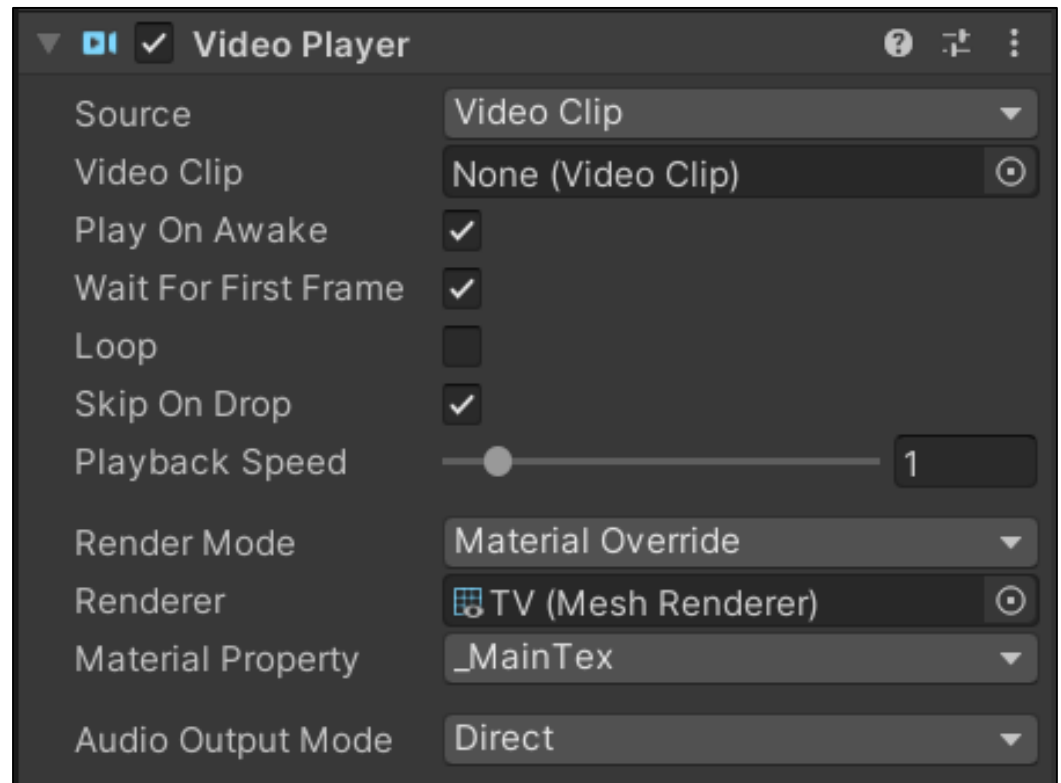 Video Player
Source Video Clip
Video Clip None (Video Clip)
Play On Awake
Wait For First Frame
Loop
Skip On Drop
Playback Speed 1
Render Mode Material Override
Renderer TV (Mesh Renderer)
Material Property _MainTex
Audio Output Mode Direct